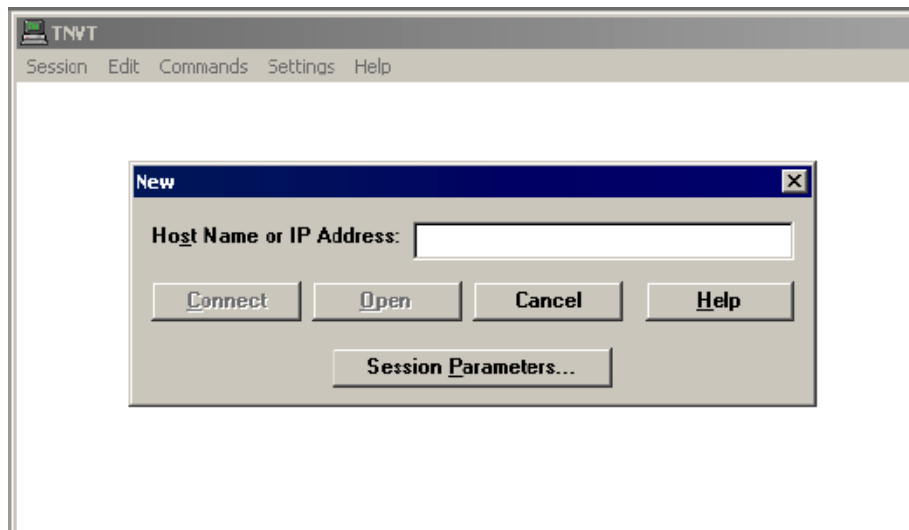 TNVT
Session Edit Commands Settings Help
New
Host Name or IP Address:
Connect Open Cancel Help
Session Parameters...